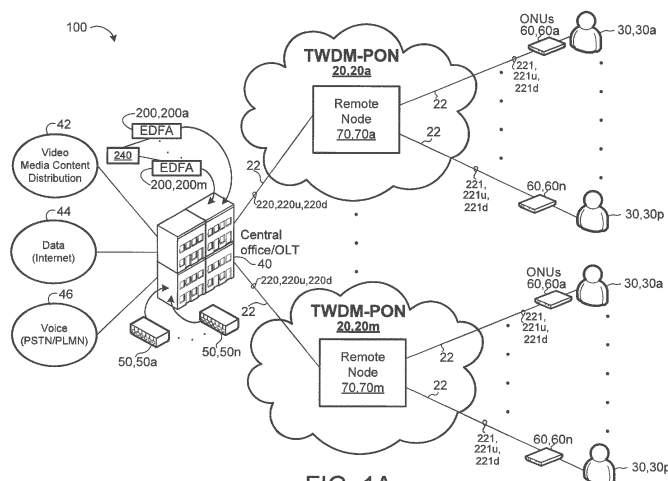 100
42
Video
Media Content
Distribution
44
Data
(Internet)
46
Voice
(PSTN/PLMN)
200,200a
EDFA
240
EDFA
200,200m
22
220,220u,220d
Central
office/OLT
40
220,220u,220d
22
50,50a
50,50n
TWDM-PON
20,20a
Remote
Node
70,70a
22
22
221,
221u,
221d
221,
221u,
221d
ONUs
60,60a
30,30a
60,60n
30,30p
TWDM-PON
20,20m
Remote
Node
70,70m
22
22
221,
221u,
221d
221,
221u,
221d
ONUs
60,60a
30,30a
60,60n
30,30p
FIG. 1A